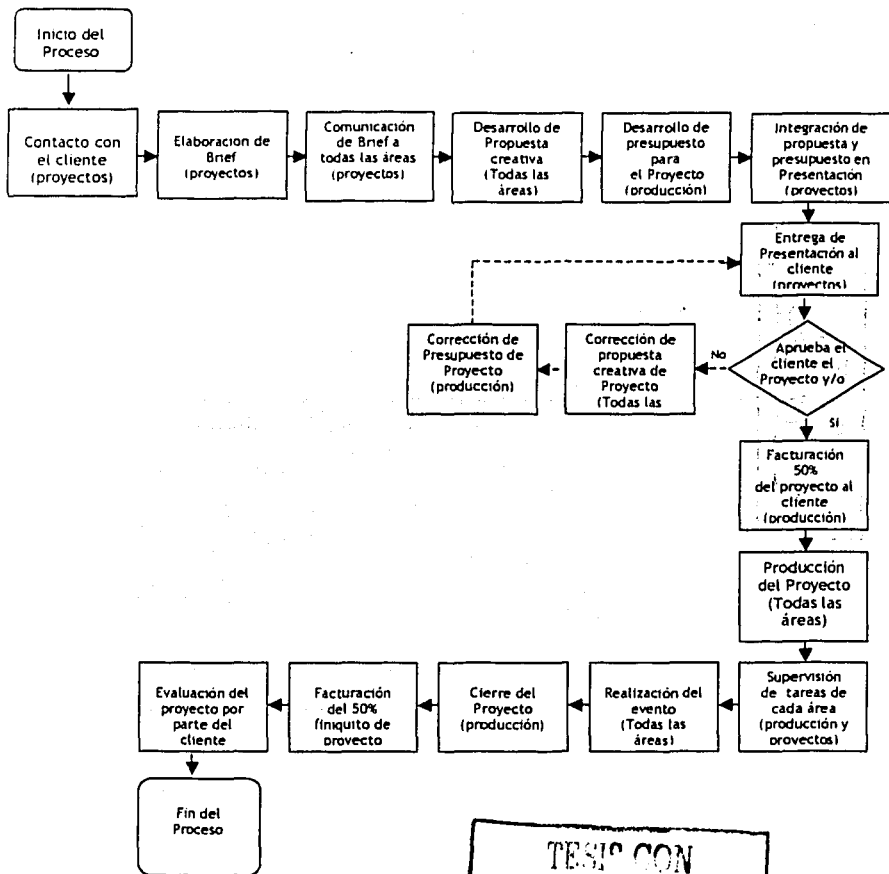 Inicio del
Proceso
Contacto con
el cliente
(proyectos)
Elaboracion de
Brief
(proyectos)
Comunicación
de Brief a
todas las áreas
(proyectos)
Desarrollo de
Propuesta
creativa
(Todas las
áreas)
Desarrollo de
presupuesto
para
el Proyecto
(producción)
Integración de
propuesta y
presupuesto en
Presentación
(proyectos)
Entrega de
Presentación al
cliente
(proyectos)
Aprueba el
cliente el
Proyecto y/o
No
Corrección de
propuesta
creativa de
Proyecto
(Todas las
Corrección de
Presupuesto de
Proyecto
(producción)
Sí
Facturación
50%
del proyecto al
cliente
(producción)
Producción
del Proyecto
(Todas las
áreas)
Supervisión
de tareas de
cada área
(producción y
proyectos)
Realización del
evento
(Todas las
áreas)
Cierre del
Proyecto
(producción)
Facturación
del 50%
finiquito de
proyecto
Evaluación del
proyecto por
parte del
cliente
Fin del
Proceso
TESIS CON